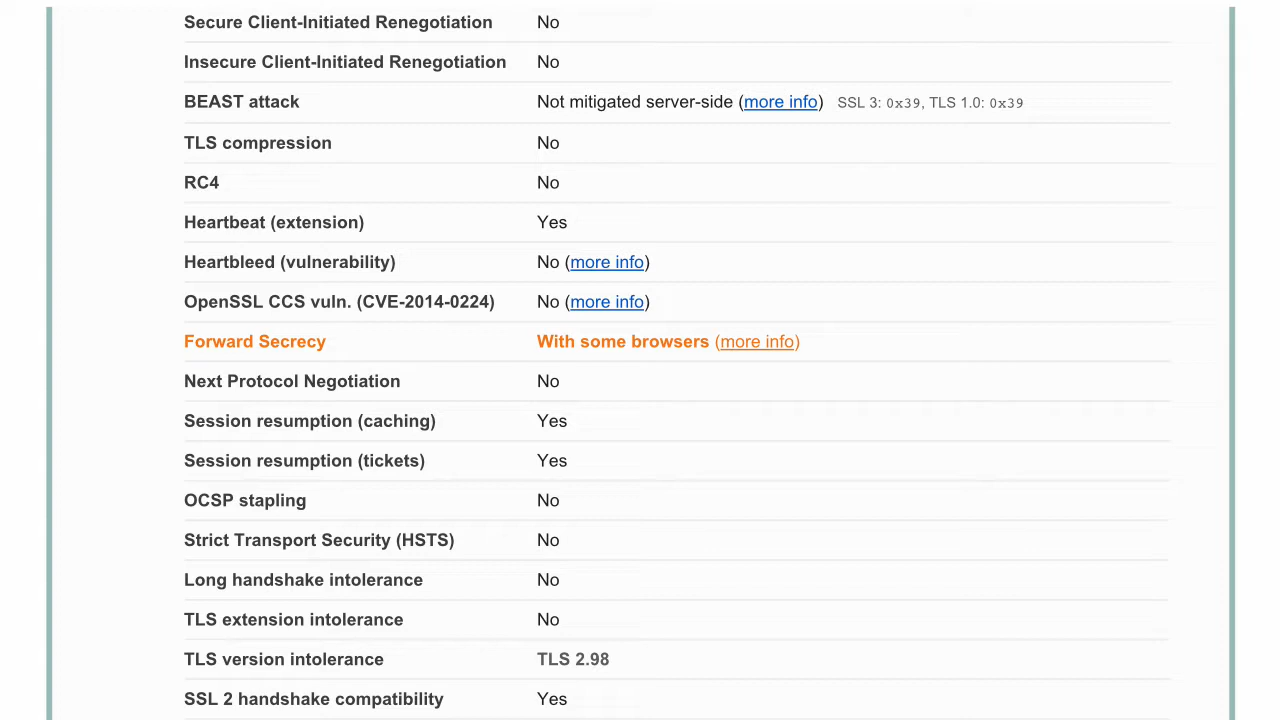 Secure Client-Initiated Renegotiation No
Insecure Client-Initiated Renegotiation No
BEAST attack Not mitigated server-side (more info) SSL 3: 0x39, TLS 1.0: 0x39
TLS compression No
RC4 No
Heartbeat (extension) Yes
Heartbleed (vulnerability) No (more info)
OpenSSL CCS vuln. (CVE-2014-0224) No (more info)
Forward Secrecy With some browsers (more info)
Next Protocol Negotiation No
Session resumption (caching) Yes
Session resumption (tickets) Yes
OCSP stapling No
Strict Transport Security (HSTS) No
Long handshake intolerance No
TLS extension intolerance No
TLS version intolerance TLS 2.98
SSL 2 handshake compatibility Yes